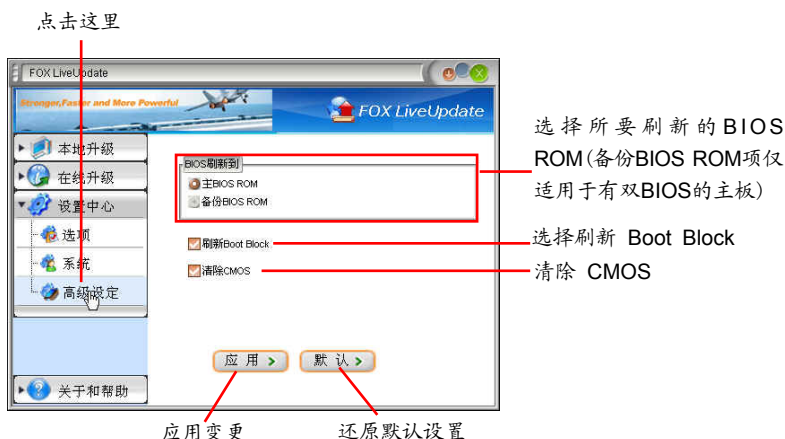 点击这里
FOX LiveUpdate
Stronger,Faster and More Powerful
FOX LiveUpdate
本地升级
在线升级
设置中心
选项
系统
高级设定
关于和帮助
BIOS刷新到
主BIOS ROM
备份BIOS ROM
刷新Boot Block
清除CMOS
应 用
默 认
选择所要刷新的BIOS
ROM(备份BIOS ROM项仅
适用于有双BIOS的主板)
选择刷新 Boot Block
清除 CMOS
应用变更
还原默认设置